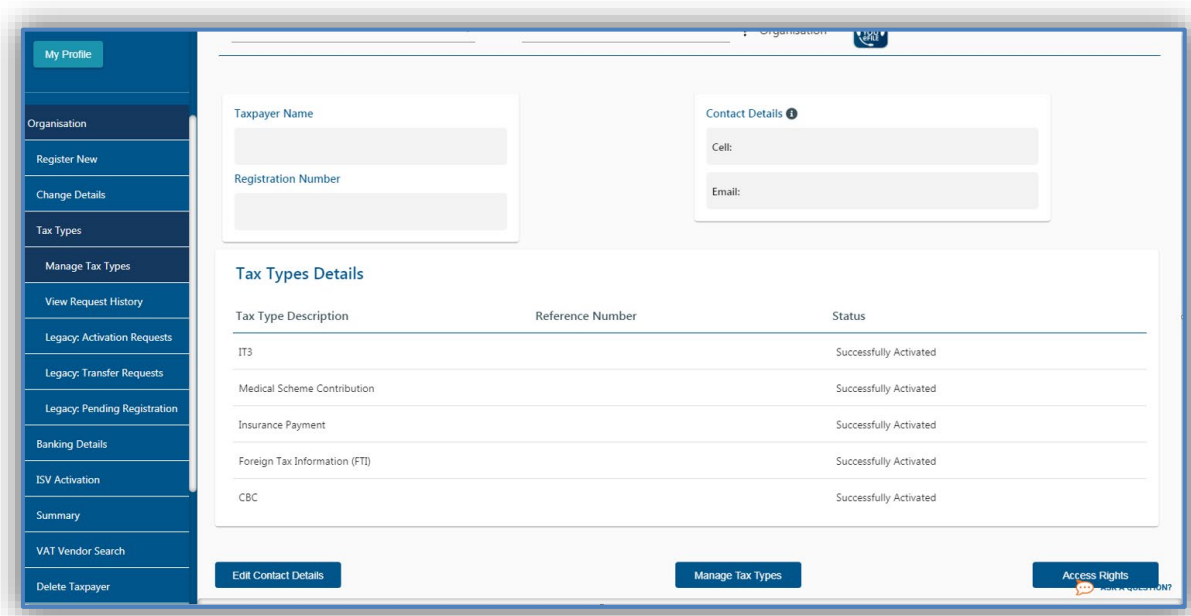 My Profile
Organisation
Register New
Change Details
Tax Types
Manage Tax Types
View Request History
Legacy: Activation Requests
Legacy: Transfer Requests
Legacy: Pending Registration
Banking Details
ISV Activation
Summary
VAT Vendor Search
Delete Taxpayer
Organisation
YOU
eFILE
Taxpayer Name
Registration Number
Contact Details
Cell:
Email:
Tax Types Details
Tax Type Description Reference Number Status
IT3 Successfully Activated
Medical Scheme Contribution Successfully Activated
Insurance Payment Successfully Activated
Foreign Tax Information (FTI) Successfully Activated
CBC Successfully Activated
Edit Contact Details Manage Tax Types Access Rights
ASK A QUESTION?